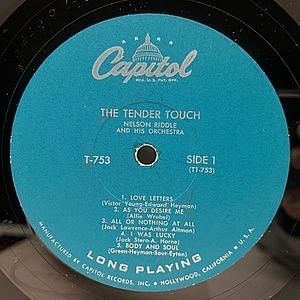 Capitol
REG. U.S. PAT. OFF.
THE TENDER TOUCH
NELSON RIDDLE
AND HIS ORCHESTRA
T-753
SIDE 1
(T1-753)
1. LOVE LETTERS
(Victor Young-Edward Heyman)
2. AS YOU DESIRE ME
(Allie Wrubel)
3. ALL OR NOTHING AT ALL
(Jack Lawrence-Arthur Altman)
4. I WAS LUCKY
(Jack Stern-A. Horne)
5. BODY AND SOUL
(Green-Heyman-Sour-Eyton)
LONG PLAYING
MANUFACTURED BY CAPITOL RECORDS, INC. HOLLYWOOD, CALIFORNIA, U.S.A.